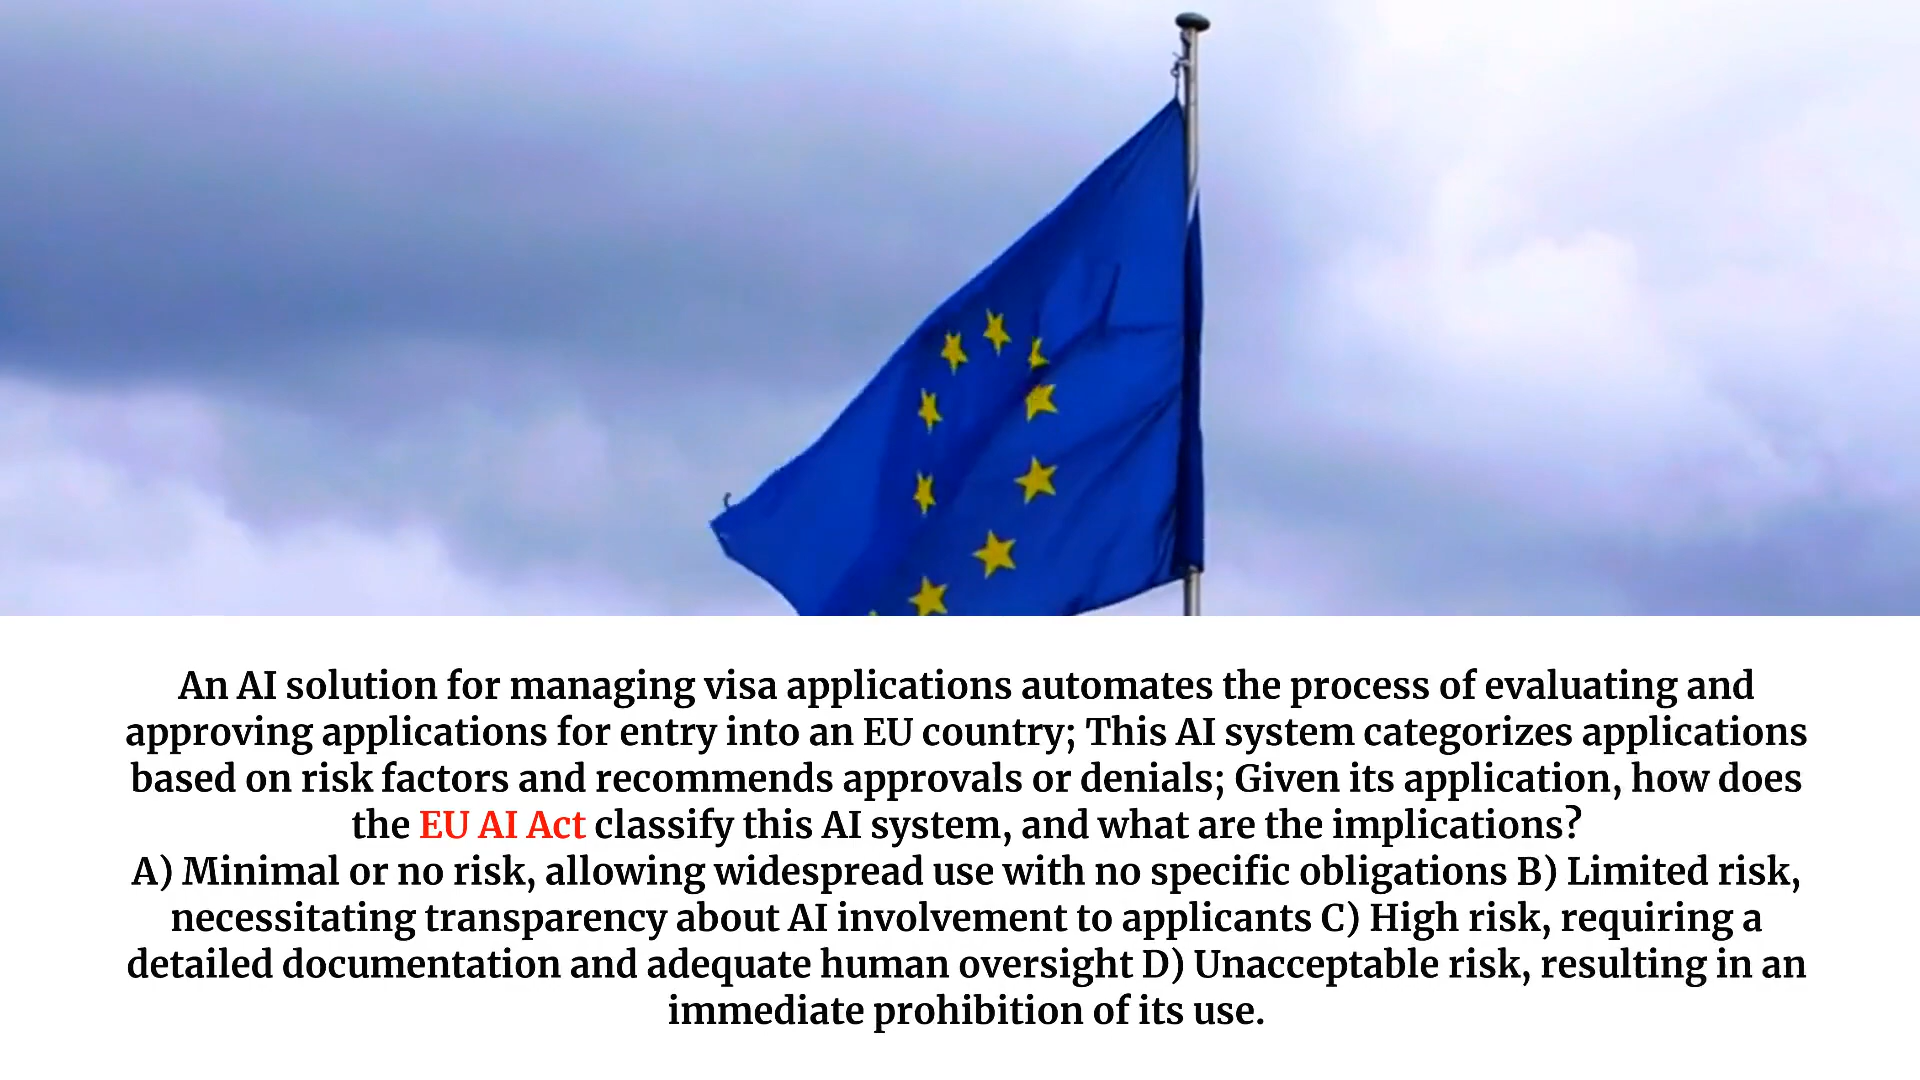 An AI solution for managing visa applications automates the process of evaluating and
approving applications for entry into an EU country; This AI system categorizes applications
based on risk factors and recommends approvals or denials; Given its application, how does
the EU AI Act classify this AI system, and what are the implications?
A) Minimal or no risk, allowing widespread use with no specific obligations B) Limited risk,
necessitating transparency about AI involvement to applicants C) High risk, requiring a
detailed documentation and adequate human oversight D) Unacceptable risk, resulting in an
immediate prohibition of its use.